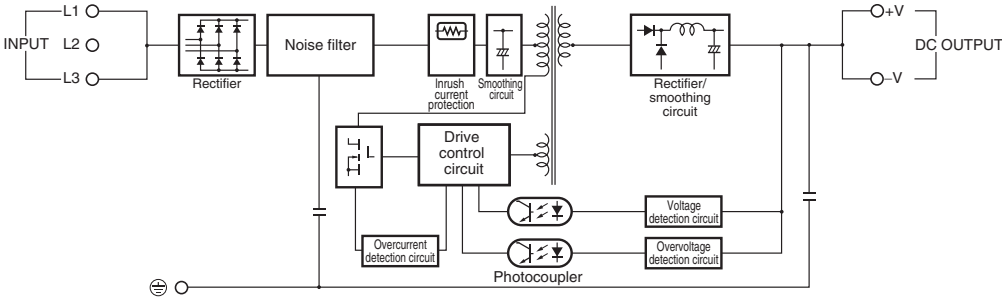 L1
INPUT
L2
L3
Rectifier
Noise filter
Inrush
current
protection
Smoothing
circuit
Rectifier/
smoothing
circuit
+V
DC OUTPUT
–V
Drive
control
circuit
Overcurrent
detection circuit
Voltage
detection circuit
Overvoltage
detection circuit
Photocoupler